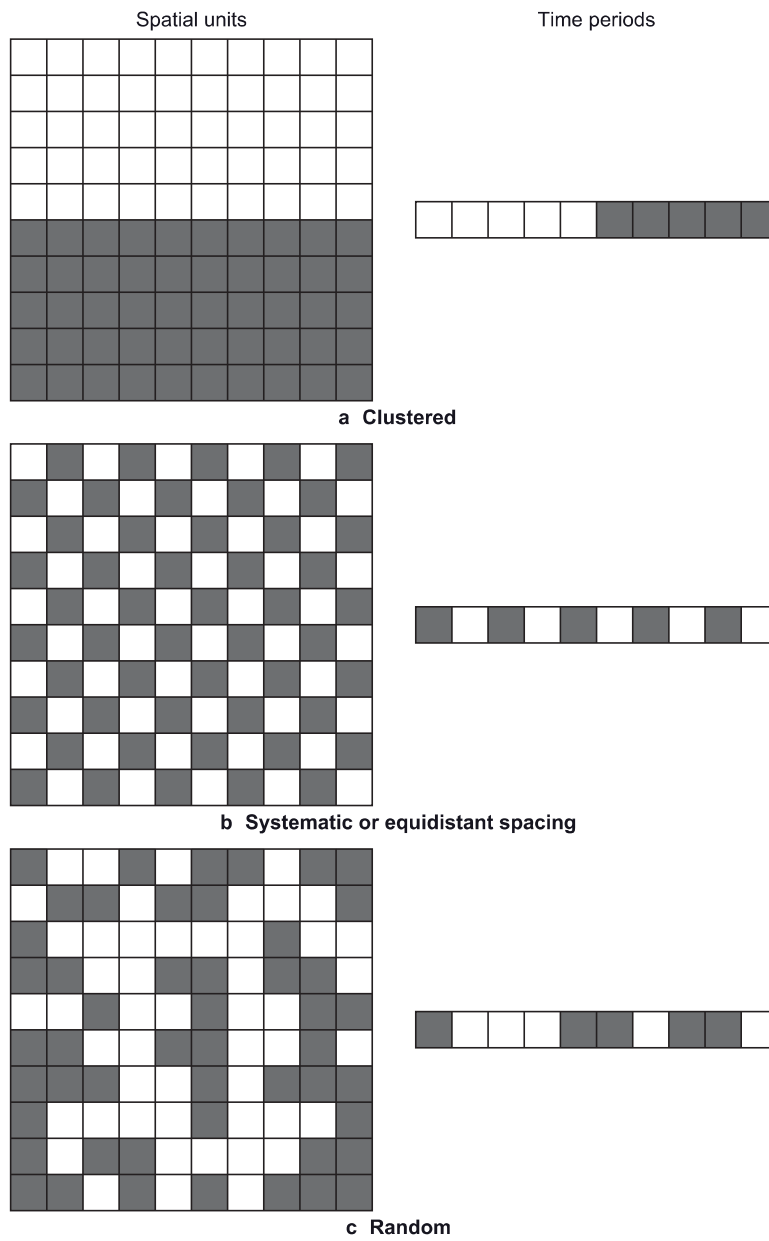 Spatial units
Time periods
a Clustered
b Systematic or equidistant spacing
c Random